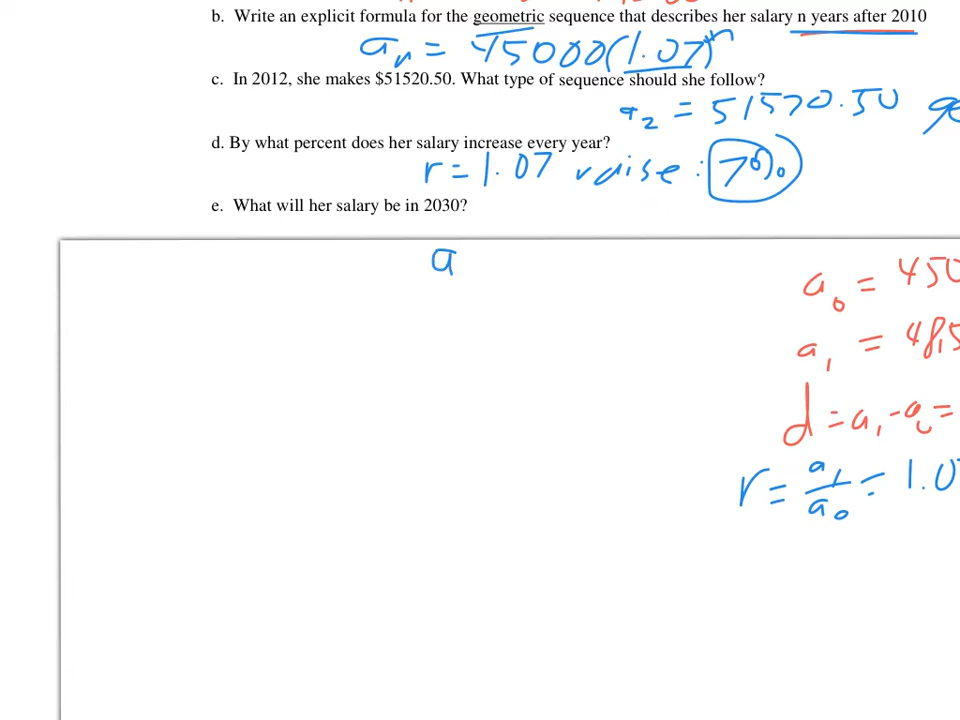 b. Write an explicit formula for the geometric sequence that describes her salary n years after 2010
aₙ = 45000(1.07)ⁿ
c. In 2012, she makes $51520.50. What type of sequence should she follow?
a₂ = 51520.50 ge
d. By what percent does her salary increase every year?
r = 1.07 raise : 7%
e. What will her salary be in 2030?
a
a₀ = 450
a₁ = 48,5
d = a₁ - a₀ =
r = a₁/a₀ = 1.0